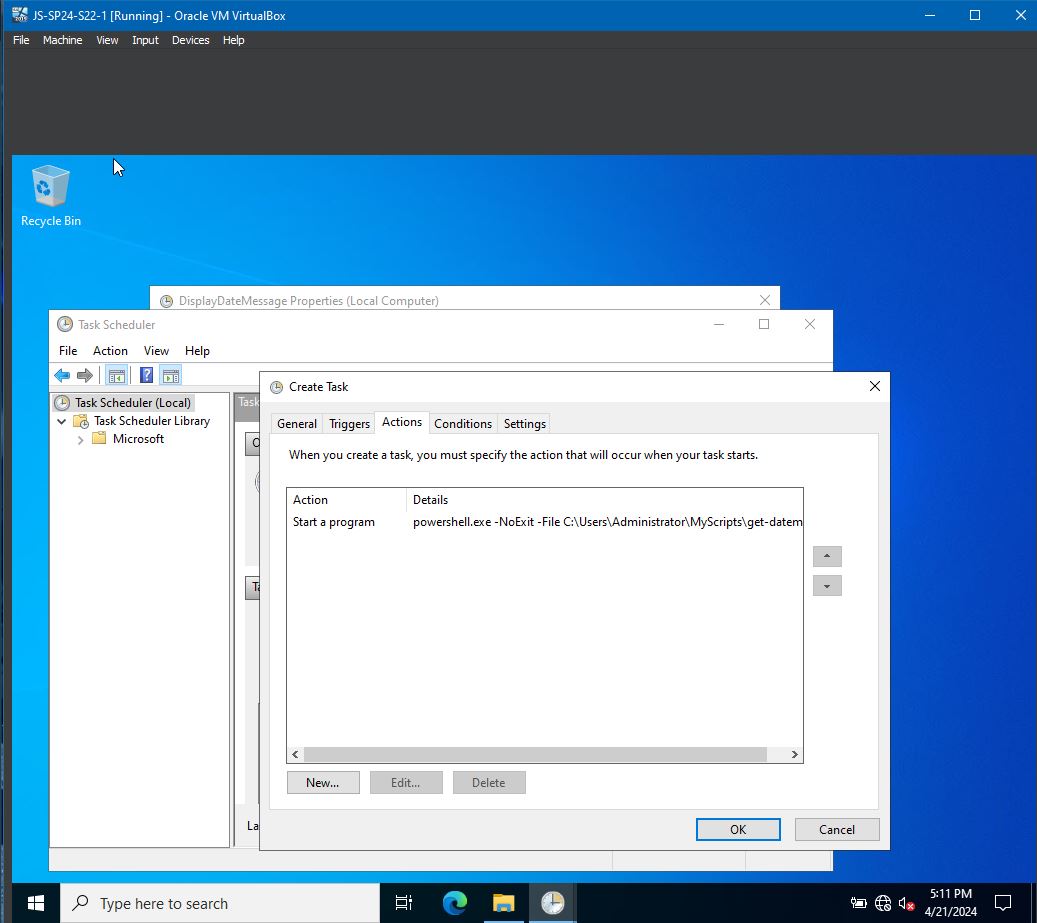 JS-SP24-S22-1 [Running] - Oracle VM VirtualBox
File Machine View Input Devices Help
Recycle Bin
DisplayDateMessage Properties (Local Computer)
Task Scheduler
File Action View Help
Create Task
Task Scheduler (Local)
Task
General Triggers Actions Conditions Settings
Task Scheduler Library
Microsoft
When you create a task, you must specify the action that will occur when your task starts.
Action Details
Start a program powershell.exe -NoExit -File C:\Users\Administrator\MyScripts\get-datem
New... Edit... Delete
La
OK Cancel
Type here to search
5:11 PM
4/21/2024